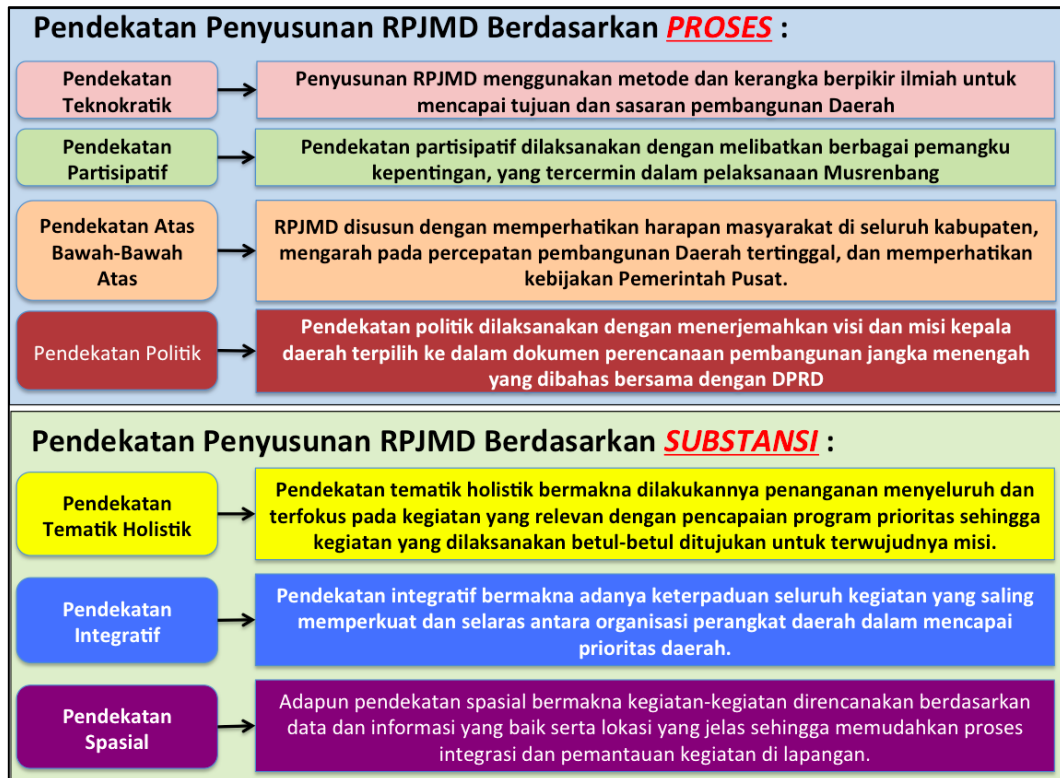 Pendekatan Penyusunan RPJMD Berdasarkan PROSES :
Pendekatan
Teknokratik
Penyusunan RPJMD menggunakan metode dan kerangka berpikir ilmiah untuk
mencapai tujuan dan sasaran pembangunan Daerah
Pendekatan
Partisipatif
Pendekatan partisipatif dilaksanakan dengan melibatkan berbagai pemangku
kepentingan, yang tercermin dalam pelaksanaan Musrenbang
Pendekatan Atas
Bawah-Bawah
Atas
RPJMD disusun dengan memperhatikan harapan masyarakat di seluruh kabupaten,
mengarah pada percepatan pembangunan Daerah tertinggal, dan memperhatikan
kebijakan Pemerintah Pusat.
Pendekatan Politik
Pendekatan politik dilaksanakan dengan menerjemahkan visi dan misi kepala
daerah terpilih ke dalam dokumen perencanaan pembangunan jangka menengah
yang dibahas bersama dengan DPRD
Pendekatan Penyusunan RPJMD Berdasarkan SUBSTANSI :
Pendekatan
Tematik Holistik
Pendekatan tematik holistik bermakna dilakukannya penanganan menyeluruh dan
terfokus pada kegiatan yang relevan dengan pencapaian program prioritas sehingga
kegiatan yang dilaksanakan betul-betul ditujukan untuk terwujudnya misi.
Pendekatan
Integratif
Pendekatan integratif bermakna adanya keterpaduan seluruh kegiatan yang saling
memperkuat dan selaras antara organisasi perangkat daerah dalam mencapai
prioritas daerah.
Pendekatan
Spasial
Adapun pendekatan spasial bermakna kegiatan-kegiatan direncanakan berdasarkan
data dan informasi yang baik serta lokasi yang jelas sehingga memudahkan proses
integrasi dan pemantauan kegiatan di lapangan.